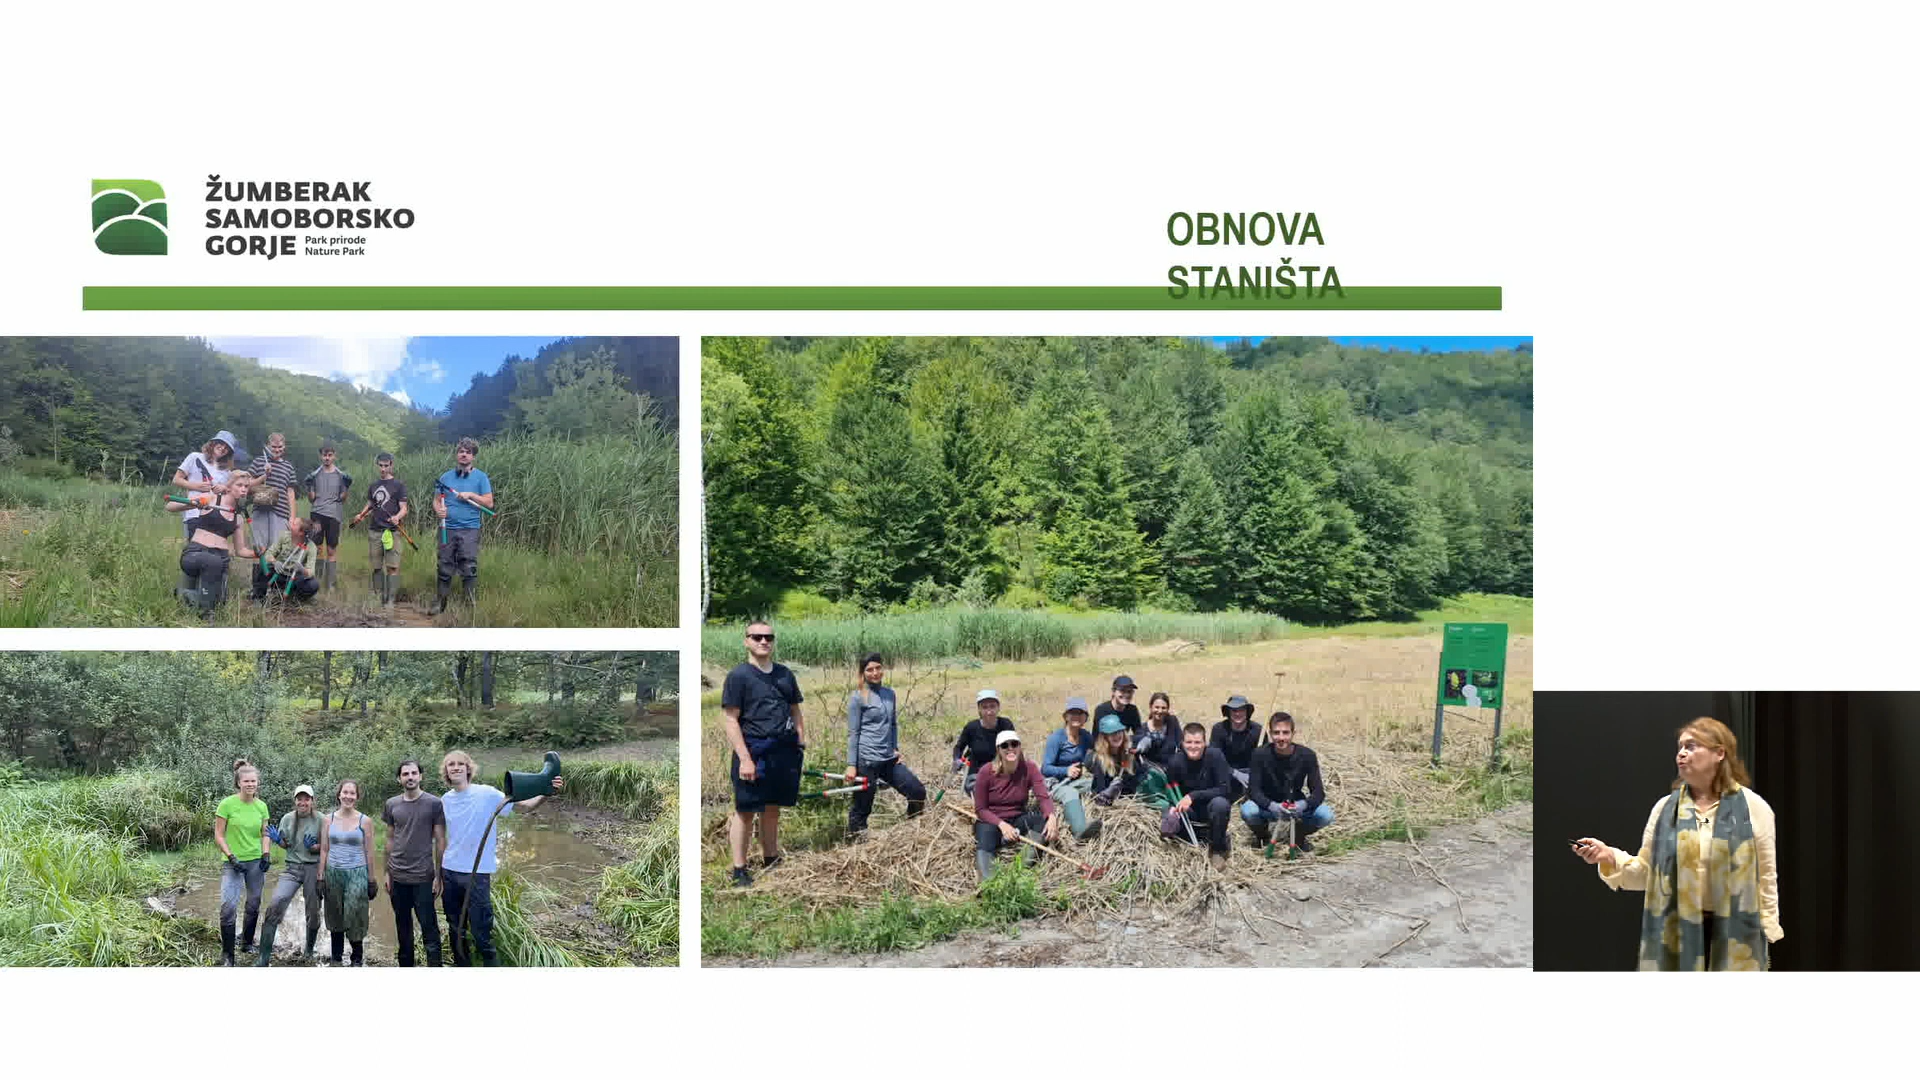 ŽUMBERAK
SAMOBORSKO
GORJE Park prirode
Nature Park
OBNOVA
STANIŠTA